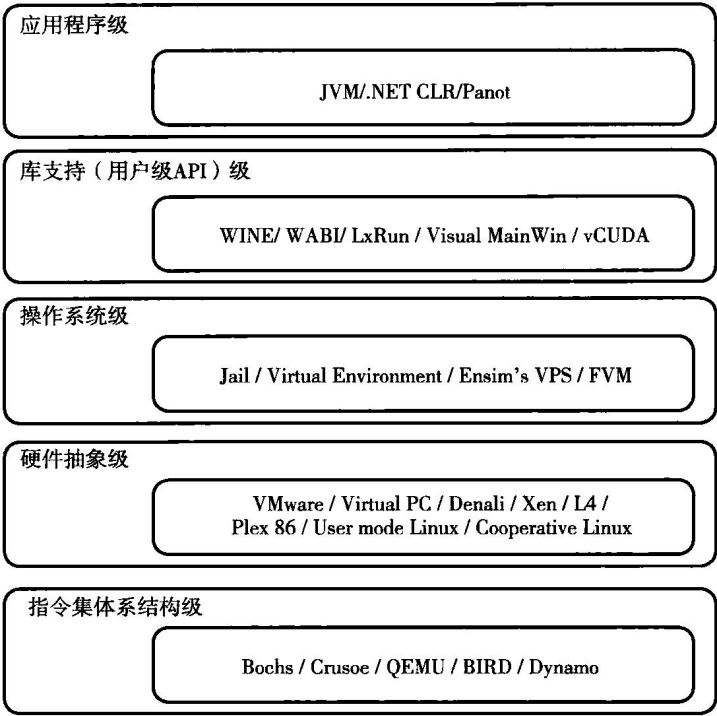 应用程序级
JVM/.NET CLR/Panot
库支持（用户级API）级
WINE/ WABI/ LxRun / Visual MainWin / vCUDA
操作系统级
Jail / Virtual Environment / Ensim's VPS / FVM
硬件抽象级
VMware / Virtual PC / Denali / Xen / L4 /
Plex 86 / User mode Linux / Cooperative Linux
指令集体系结构级
Bochs / Crusoe / QEMU / BIRD / Dynamo